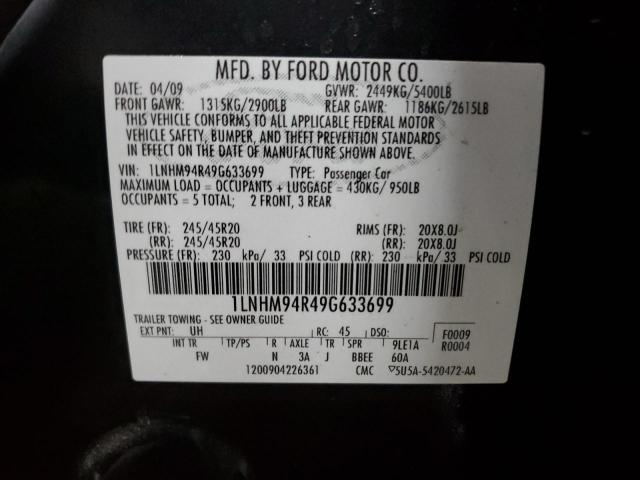 MFD. BY FORD MOTOR CO.
DATE: 04/09 GVWR: 2449KG/5400LB
FRONT GAWR: 1315KG/2900LB REAR GAWR: 1186KG/2615LB
THIS VEHICLE CONFORMS TO ALL APPLICABLE FEDERAL MOTOR
VEHICLE SAFETY, BUMPER, AND THEFT PREVENTION STANDARDS
IN EFFECT ON THE DATE OF MANUFACTURE SHOWN ABOVE.
VIN: 1LNHM94R49G633699 TYPE: Passenger Car
MAXIMUM LOAD = OCCUPANTS + LUGGAGE = 430KG/950LB
OCCUPANTS = 5 TOTAL; 2 FRONT, 3 REAR
TIRE (FR): 245/45R20 RIMS (FR): 20X8.0J
(RR): 245/45R20 (RR): 20X8.0J
PRESSURE (FR): 230 kPa/ 33 PSI COLD (RR): 230 kPa/ 33 PSI COLD
1LNHM94R49G633699
TRAILER TOWING - SEE OWNER GUIDE
EXT PNT: UH RC: 45 DSO: F0009
INT TR TP/PS R AXLE TR SPR 9LE1A R0004
FW N 3A J BBEE 60A
1200904226361 CMC ▽5U5A-5420472-AA